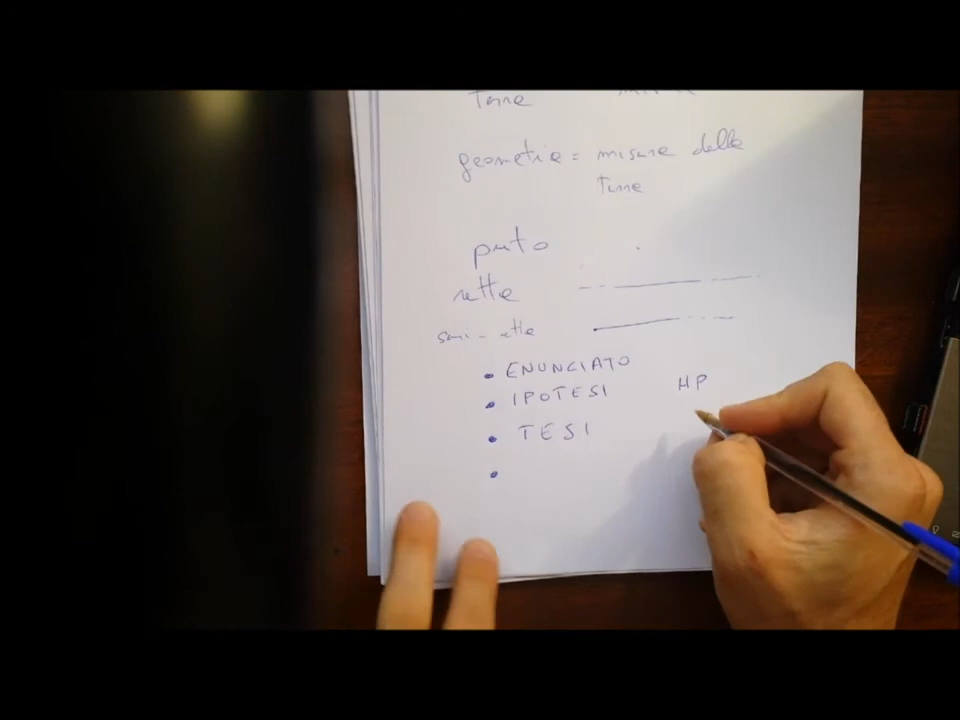 geometria = misura della
terra
punto
retta
semi-retta
• ENUNCIATO
• IPOTESI HP
• TESI
•